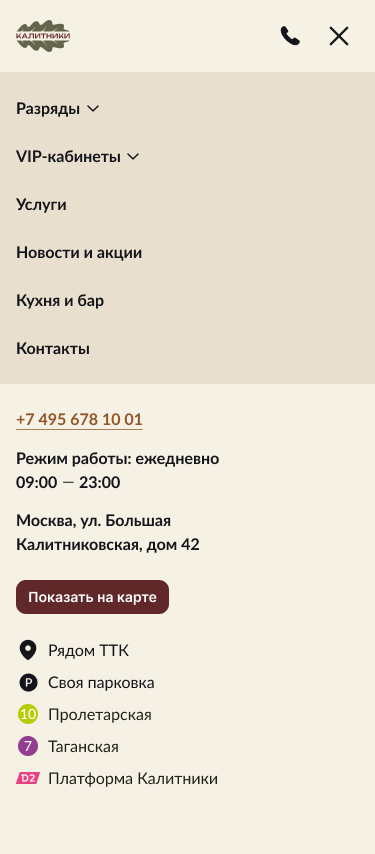 КАЛИТНИКИ
Разряды
VIP-кабинеты
Услуги
Новости и акции
Кухня и бар
Контакты
+7 495 678 10 01
Режим работы: ежедневно
09:00 — 23:00
Москва, ул. Большая
Калитниковская, дом 42
Показать на карте
Рядом ТТК
P Своя парковка
10 Пролетарская
7 Таганская
D2 Платформа Калитники